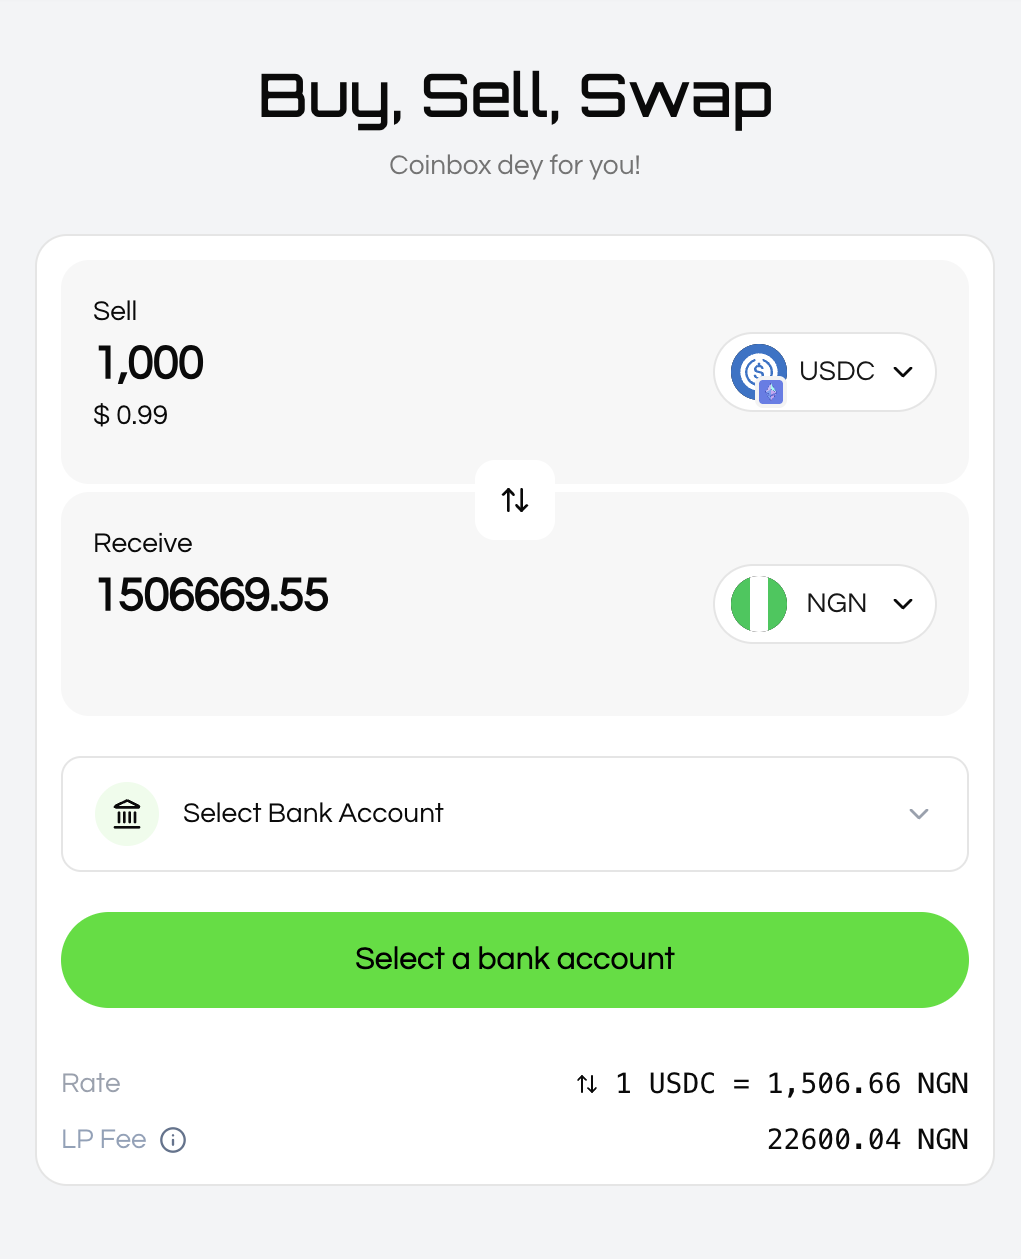 Buy, Sell, Swap
Coinbox dey for you!
Sell
1,000
$ 0.99
USDC
Receive
1506669.55
NGN
Select Bank Account
Select a bank account
Rate
1 USDC = 1,506.66 NGN
LP Fee
22600.04 NGN